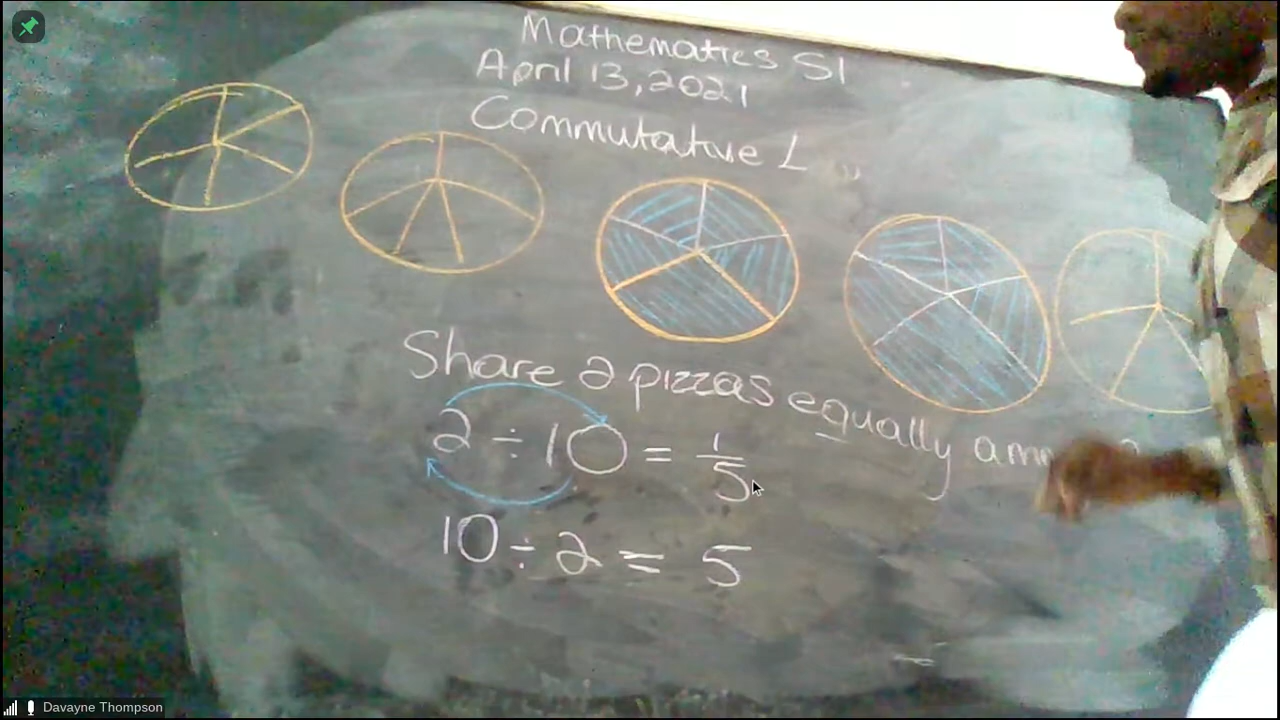 Mathematics S1
April 13, 2021
Commutative L
Share 2 pizzas equally
2 ÷ 10 = 1/5
10 ÷ 2 = 5
Davayne Thompson